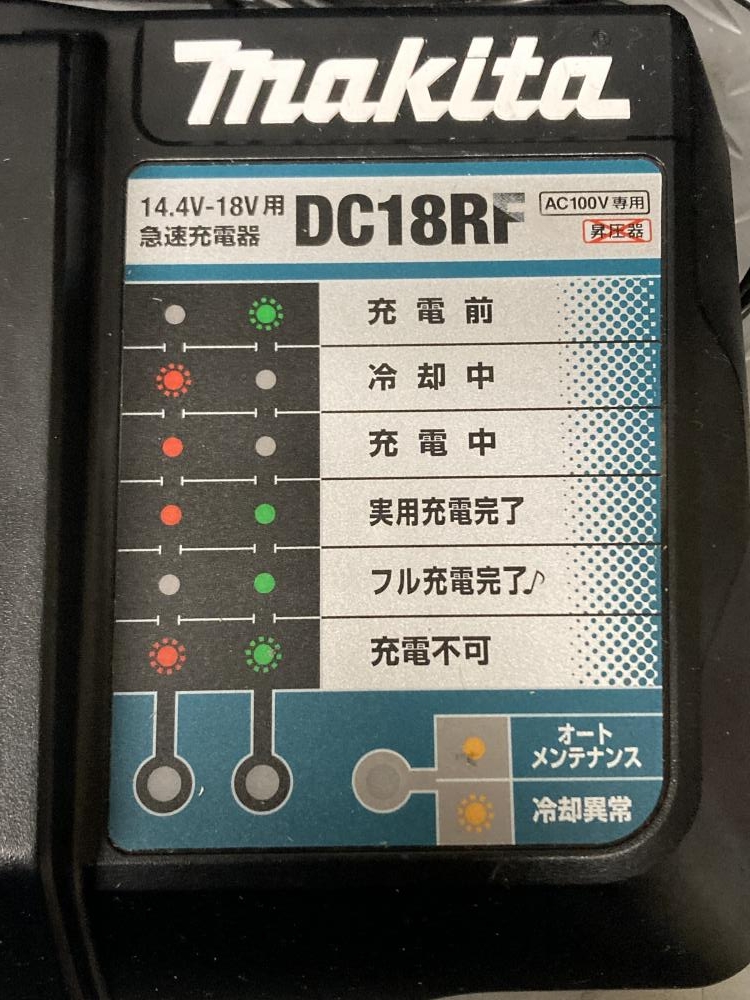 makita
14.4V-18V用
急速充電器
DC18RF
AC100V専用
昇圧器
充電前
冷却中
充電中
実用充電完了
フル充電完了♪
充電不可
オート
メンテナンス
冷却異常